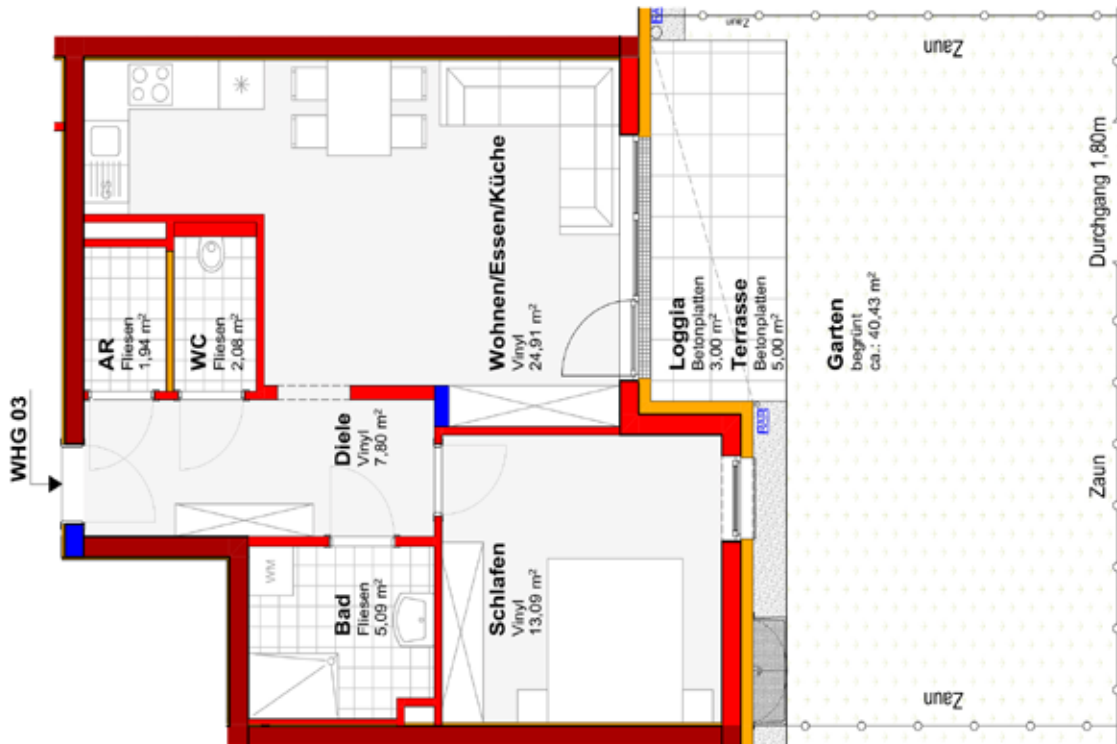 WHG 03
AR
Fliesen
1,94 m²
WC
Fliesen
2,08 m²
Diele
Vinyl
7,80 m²
Bad
Fliesen
5,09 m²
WM
GS
Wohnen/Essen/Küche
Vinyl
24,91 m²
Schlafen
Vinyl
13,09 m²
Loggia
Betonplatten
3,00 m²
Terrasse
Betonplatten
5,00 m²
Garten
begrünt
ca.: 40,43 m²
Zaun
Zaun
Durchgang 1,80m
Zaun
Zaun